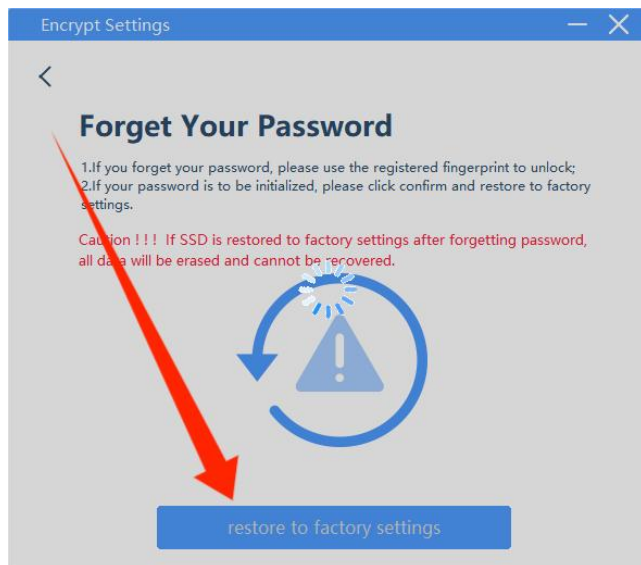 Encrypt Settings
Forget Your Password
1.If you forget your password, please use the registered fingerprint to unlock;
2.If your password is to be initialized, please click confirm and restore to factory
settings.
Caution ! ! ! If SSD is restored to factory settings after forgetting password,
all data will be erased and cannot be recovered.
restore to factory settings